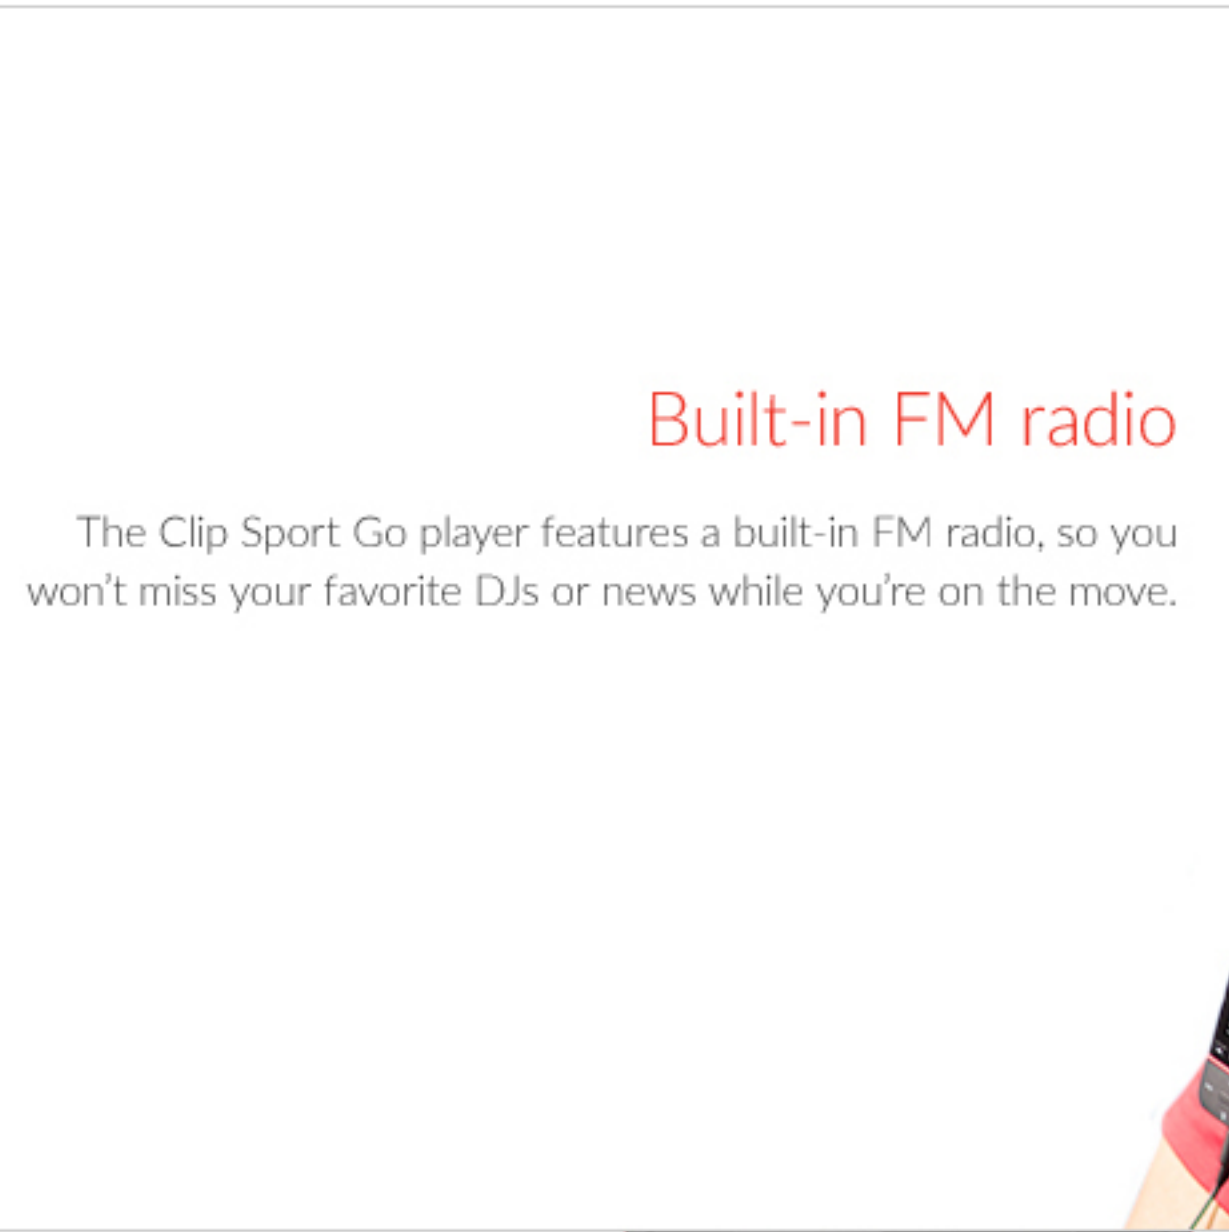 Built-in FM radio
The Clip Sport Go player features a built-in FM radio, so you
won’t miss your favorite DJs or news while you’re on the move.